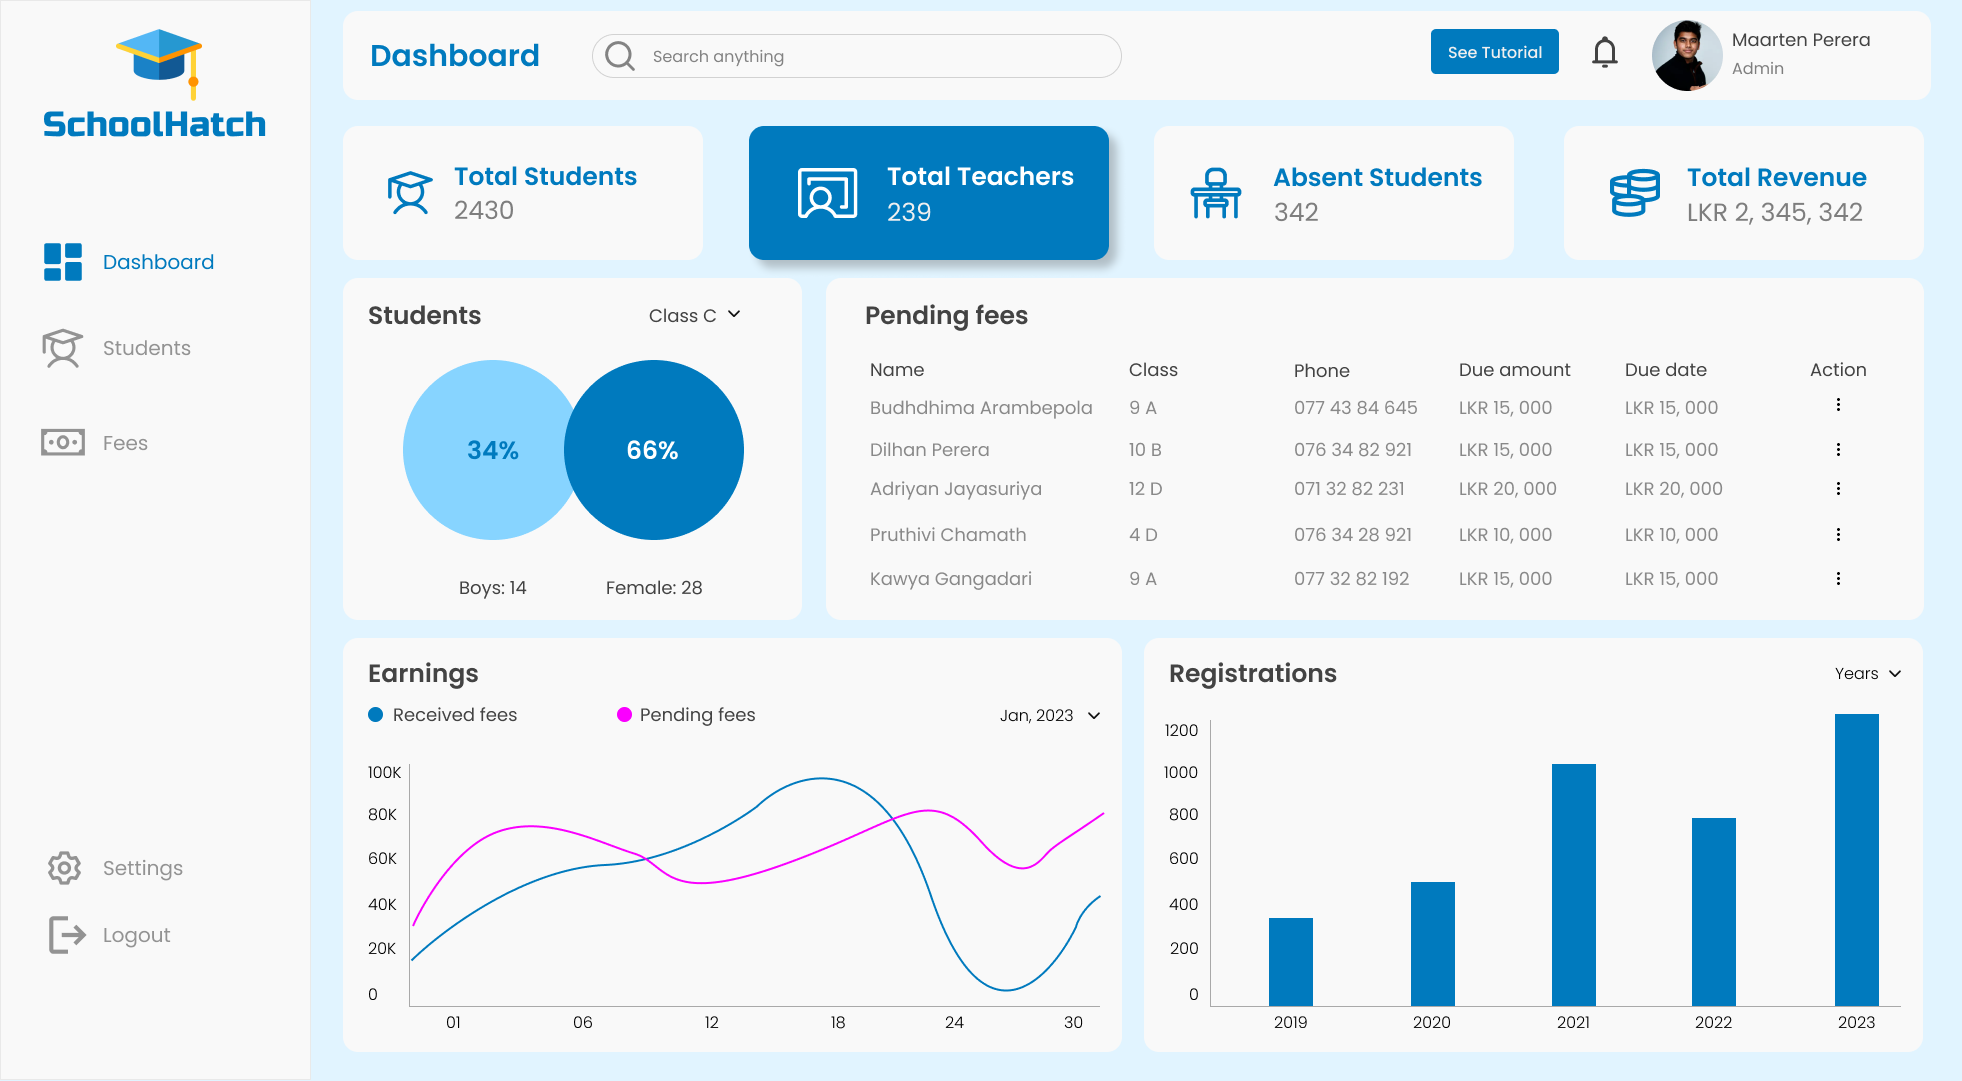 SchoolHatch
Dashboard
Students
Fees
Settings
Logout
Dashboard
Search anything
See Tutorial
Maarten Perera
Admin
Total Students
2430
Total Teachers
239
Absent Students
342
Total Revenue
LKR 2, 345, 342
Students
Class C
34%
66%
Boys: 14
Female: 28
Pending fees
Name Class Phone Due amount Due date Action
Budhdhima Arambepola 9 A 077 43 84 645 LKR 15, 000 LKR 15, 000
Dilhan Perera 10 B 076 34 82 921 LKR 15, 000 LKR 15, 000
Adriyan Jayasuriya 12 D 071 32 82 231 LKR 20, 000 LKR 20, 000
Pruthivi Chamath 4 D 076 34 28 921 LKR 10, 000 LKR 10, 000
Kawya Gangadari 9 A 077 32 82 192 LKR 15, 000 LKR 15, 000
Earnings
Received fees
Pending fees
Jan, 2023
100K
80K
60K
40K
20K
0
01 06 12 18 24 30
Registrations
Years
1200
1000
800
600
400
200
0
2019 2020 2021 2022 2023